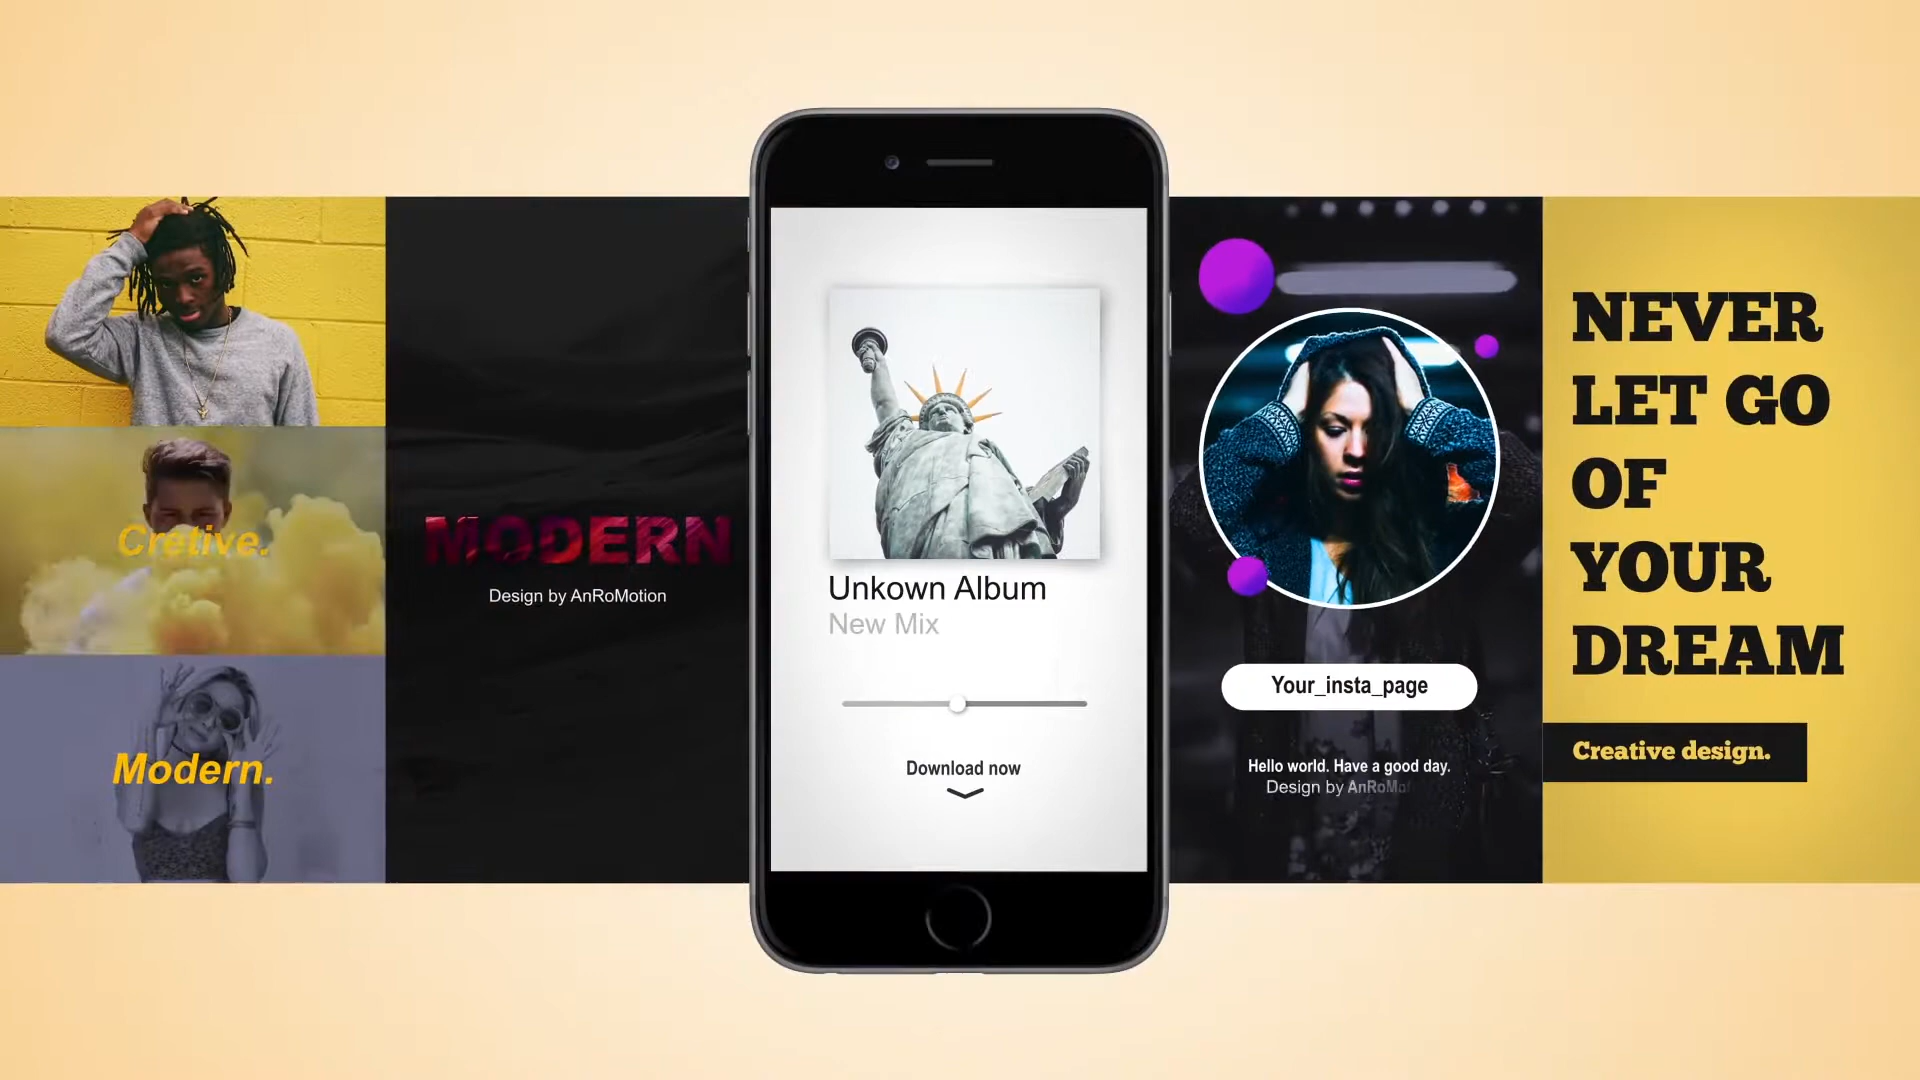 Cretive.
Modern.
MODERN
Design by AnRoMotion
Unkown Album
New Mix
Download now
Your_insta_page
Hello world. Have a good day.
Design by AnRoMo
NEVER
LET GO
OF
YOUR
DREAM
Creative design.